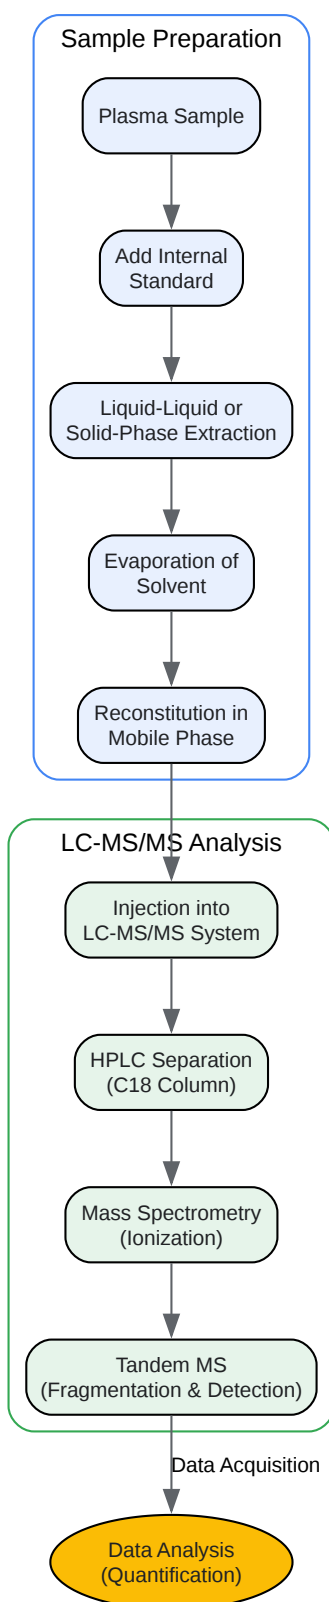 Sample Preparation
Plasma Sample
Add Internal
Standard
Liquid-Liquid or
Solid-Phase Extraction
Evaporation of
Solvent
Reconstitution in
Mobile Phase
LC-MS/MS Analysis
Injection into
LC-MS/MS System
HPLC Separation
(C18 Column)
Mass Spectrometry
(Ionization)
Tandem MS
(Fragmentation & Detection)
Data Acquisition
Data Analysis
(Quantification)